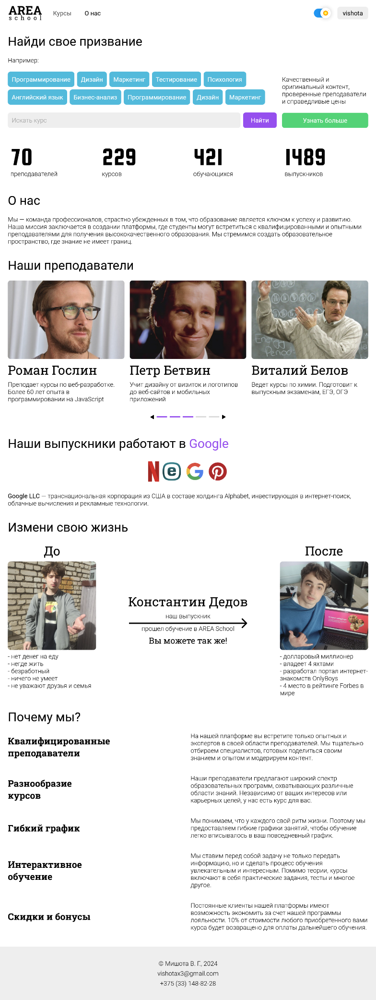 AREA
school
Курсы
О нас
vishota
Найди свое призвание
Например:
Программирование
Дизайн
Маркетинг
Тестирование
Психология
Английский язык
Бизнес-анализ
Программирование
Дизайн
Маркетинг
Качественный и
оригинальный контент,
проверенные преподаватели
и справедливые цены
Искать курс
Найти
Узнать больше
70
преподавателей
229
курсов
421
обучающихся
1489
выпускников
О нас
Мы — команда профессионалов, страстно убежденных в том, что образование является ключом к успеху и развитию.
Наша миссия заключается в создании платформы, где студенты могут встретиться с квалифицированными и опытными
преподавателями для получения высококачественного образования. Мы стремимся создать образовательное
пространство, где знание не имеет границ.
Наши преподаватели
Роман Гослин
Преподает курсы по веб-разработке.
Более 60 лет опыта в
программировании на JavaScript
Петр Бетвин
Учит дизайну от визиток и логотипов
до веб-сайтов и мобильных
приложений
Energy
Period
Виталий Белов
Ведет курсы по химии. Подготовит к
выпускным экзаменам, ЕГЭ, ОГЭ
Наши выпускники работают в Google
Google LLC — транснациональная корпорация из США в составе холдинга Alphabet, инвестирующая в интернет-поиск,
облачные вычисления и рекламные технологии.
Измени свою жизнь
До
- нет денег на еду
- негде жить
- безработный
- ничего не умеет
- не уважают друзья и семья
Константин Дедов
наш выпускник
прошел обучение в AREA School
Вы можете так же!
После
- долларовый миллионер
- владеет 4 яхтами
- разработал портал интернет-
знакомств OnlyBoys
- 4 место в рейтинге Forbes в
мире
Почему мы?
Квалифицированные
преподаватели
На нашей платформе вы встретите только опытных и
экспертов в своей области преподавателей. Мы тщательно
отбираем специалистов, готовых поделиться своим
знанием и опытом и модерируем контент.
Разнообразие
курсов
Наши преподаватели предлагают широкий спектр
образовательных программ, охватывающих различные
области знаний. Независимо от ваших интересов или
карьерных целей, у нас есть курс для вас.
Гибкий график
Мы понимаем, что у каждого свой ритм жизни. Поэтому мы
предоставляем гибкие графики занятий, чтобы обучение
легко вписывалось в ваш повседневный график.
Интерактивное
обучение
Мы ставим перед собой задачу не только передать
информацию, но и сделать процесс обучения
увлекательным и интересным. Помимо теории, курсы
включают в себя практические задания, тесты и многое
другое.
Скидки и бонусы
Постоянные клиенты нашей платформы имеют
возможность экономить за счет нашей программы
лояльности. 10% от стоимости любого приобретенного вами
курса будет возвращено для оплаты дальнейшего обучения.
© Мишота В. Г., 2024
vishotax3@gmail.com
+375 (33) 148-82-28